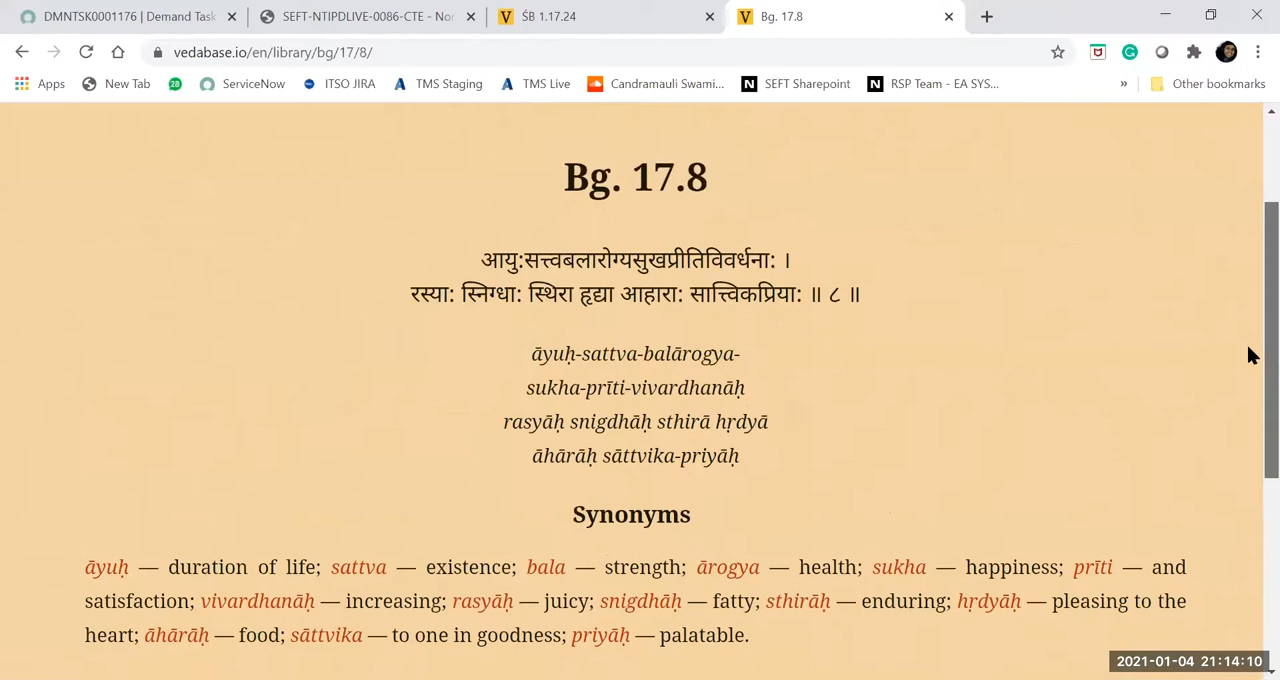 DMNTSK0001176 | Demand Task
SEFT-NTIPDLIVE-0086-CTE - Nor
ŚB 1.17.24
Bg. 17.8
vedabase.io/en/library/bg/17/8/
Apps
New Tab
28
ServiceNow
ITSO JIRA
TMS Staging
TMS Live
Candramauli Swami...
SEFT Sharepoint
RSP Team - EA SYS...
»
Other bookmarks
Bg. 17.8
आयु:सत्त्वबलारोग्यसुखप्रीतिविवर्धना: ।
रस्या: स्निग्धा: स्थिरा हृद्या आहारा: सात्त्विकप्रिया: ॥ ८ ॥
āyuḥ-sattva-balārogya-
sukha-prīti-vivardhanāḥ
rasyāḥ snigdhāḥ sthirā hṛdyā
āhārāḥ sāttvika-priyāḥ
Synonyms
āyuḥ — duration of life; sattva — existence; bala — strength; ārogya — health; sukha — happiness; prīti — and
satisfaction; vivardhanāḥ — increasing; rasyāḥ — juicy; snigdhāḥ — fatty; sthirāḥ — enduring; hṛdyāḥ — pleasing to the
heart; āhārāḥ — food; sāttvika — to one in goodness; priyāḥ — palatable.
2021-01-04 21:14:10